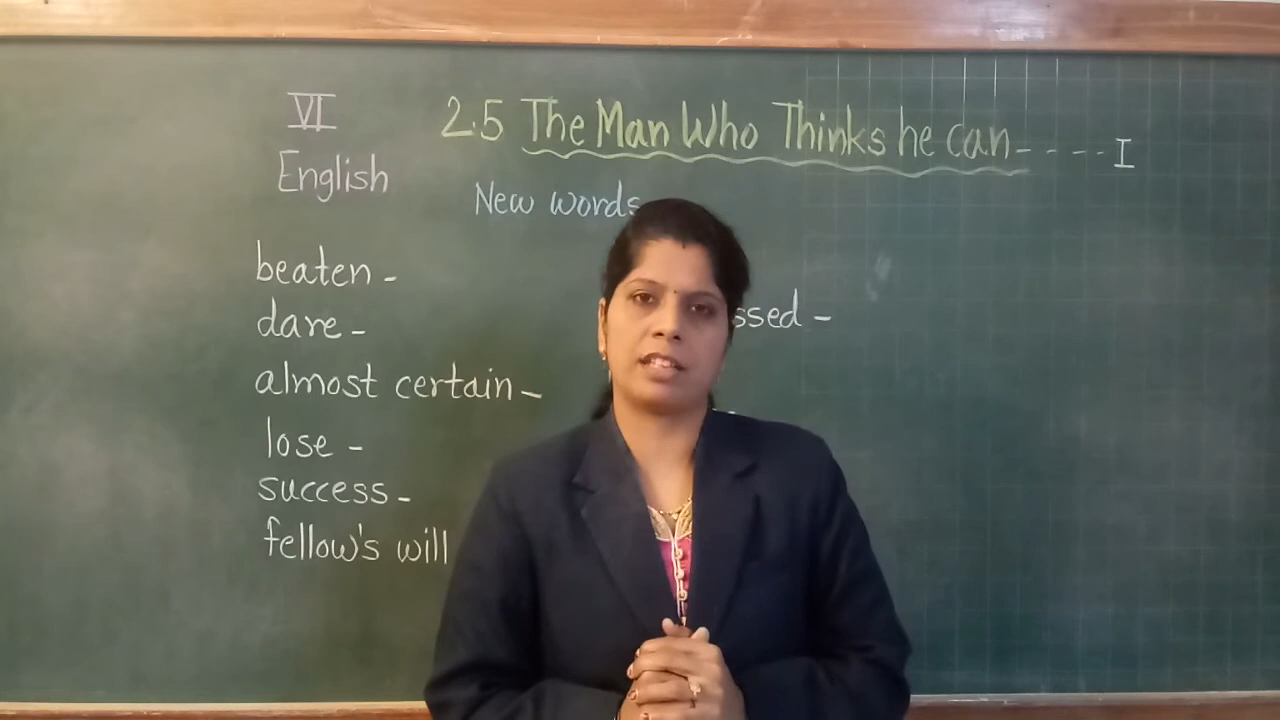 VI
2.5 The Man Who Thinks he can---- I
English
New words
beaten -
dare -
almost certain -
lose -
success -
fellow's will